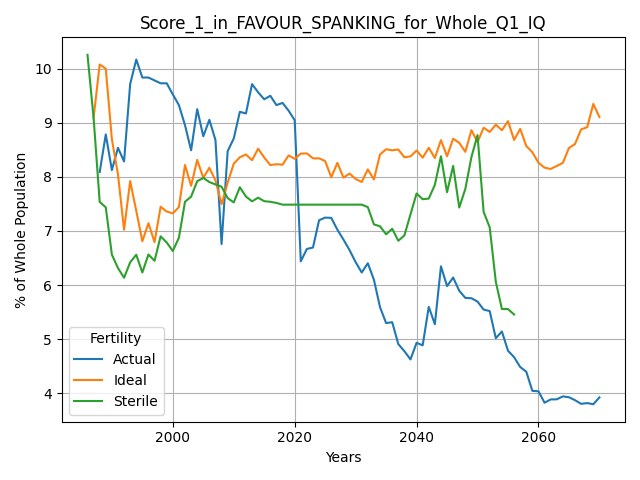 Score_1_in_FAVOUR_SPANKING_for_Whole_Q1_IQ
% of Whole Population
10
9
8
7
6
5
4
Fertility
Actual
Ideal
Sterile
2000
2020
2040
2060
Years